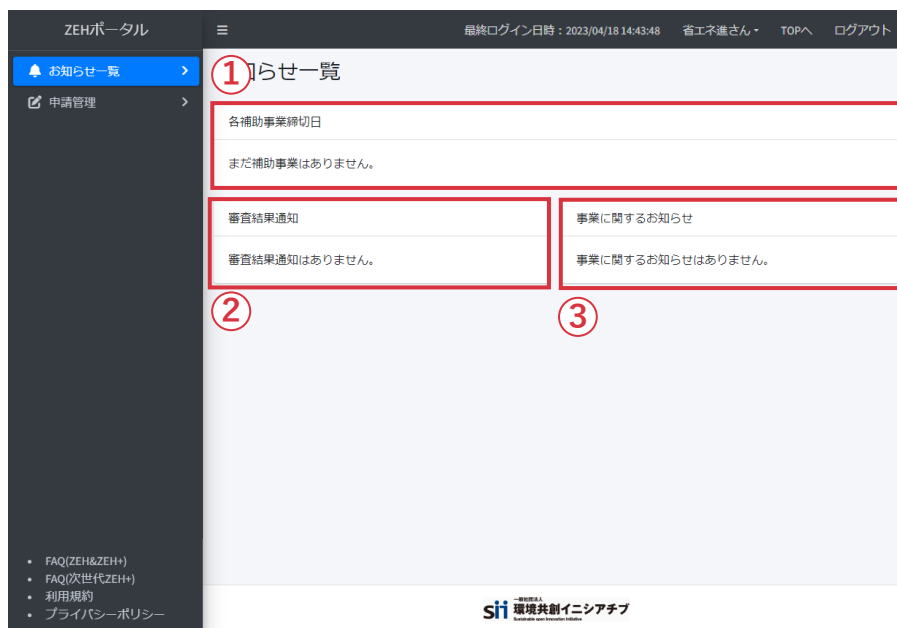 ZEHポータル
最終ログイン日時：2023/04/18 14:43:48 省エネ進さん TOPへ ログアウト
お知らせ一覧
申請管理
① 知らせ一覧
各補助事業締切日
まだ補助事業はありません。
審査結果通知
審査結果通知はありません。
②
事業に関するお知らせ
事業に関するお知らせはありません。
③
FAQ(ZEH&ZEH+)
FAQ(次世代ZEH+)
利用規約
プライバシーポリシー
一般社団法人
sii 環境共創イニシアチブ
Sustainable open Innovation Initiative